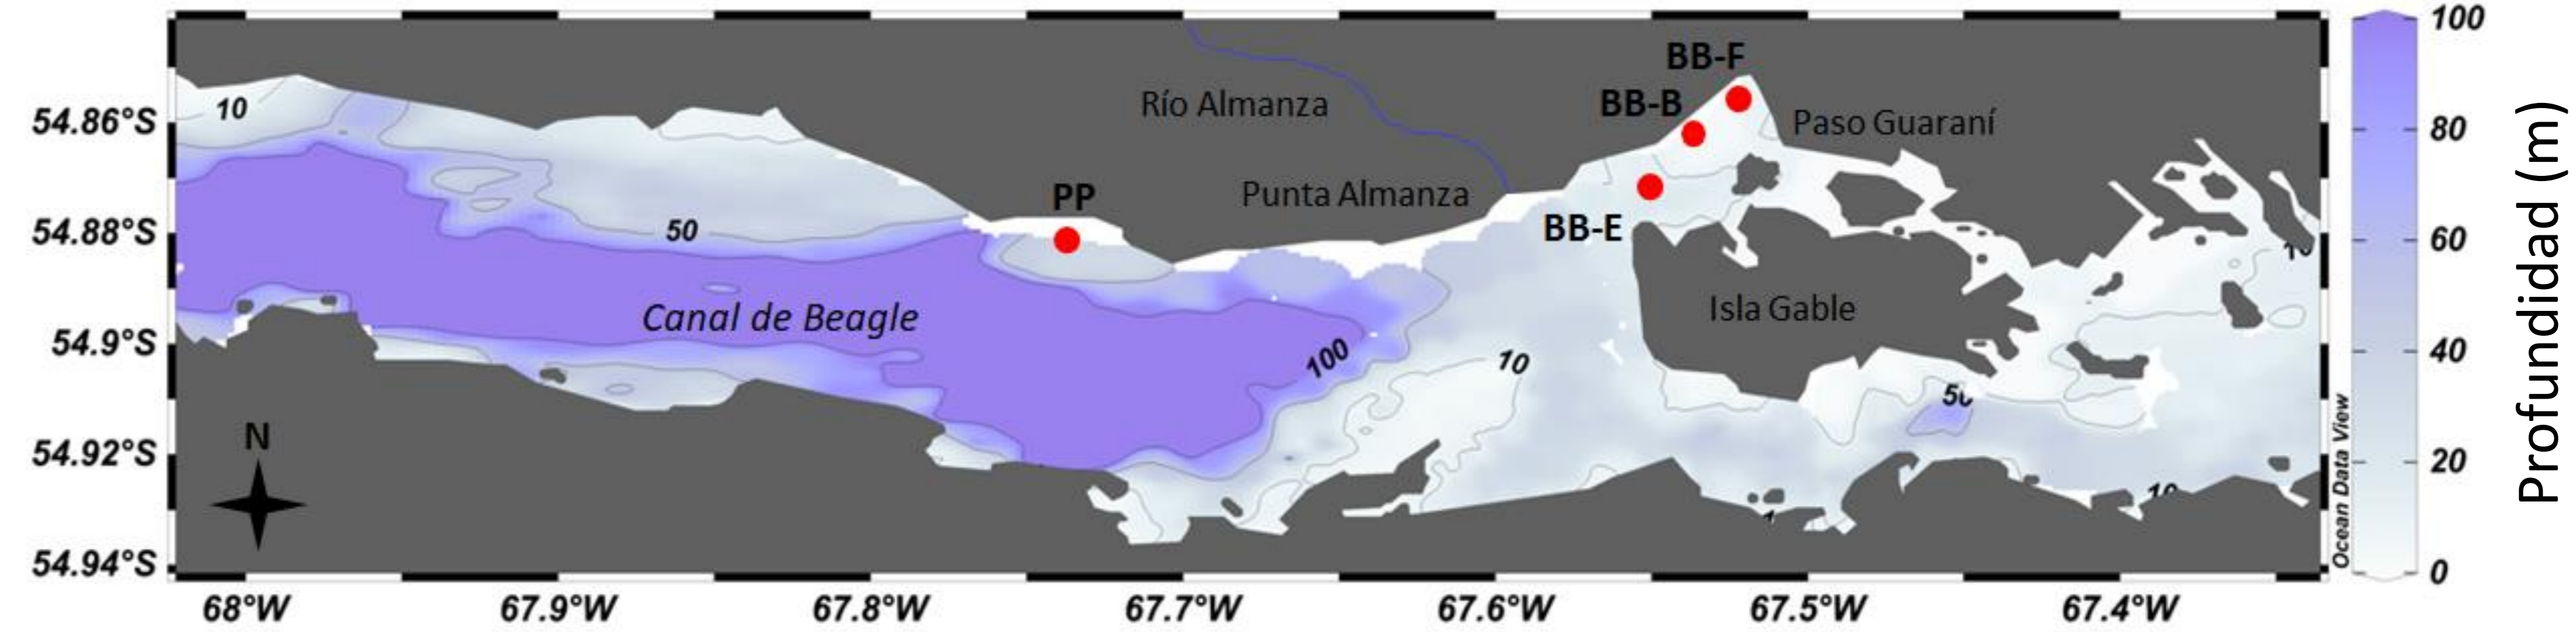 BB-F
BB-B
Río Almanza
Paso Guaraní
10
PP
Punta Almanza
50
BB-E
10
Canal de Beagle
Isla Gable
100
10
50
N
10
54.86°S
54.88°S
54.9°S
54.92°S
54.94°S
68°W
67.9°W
67.8°W
67.7°W
67.6°W
67.5°W
67.4°W
Ocean Data View
100
80
60
40
20
0
Profundidad (m)